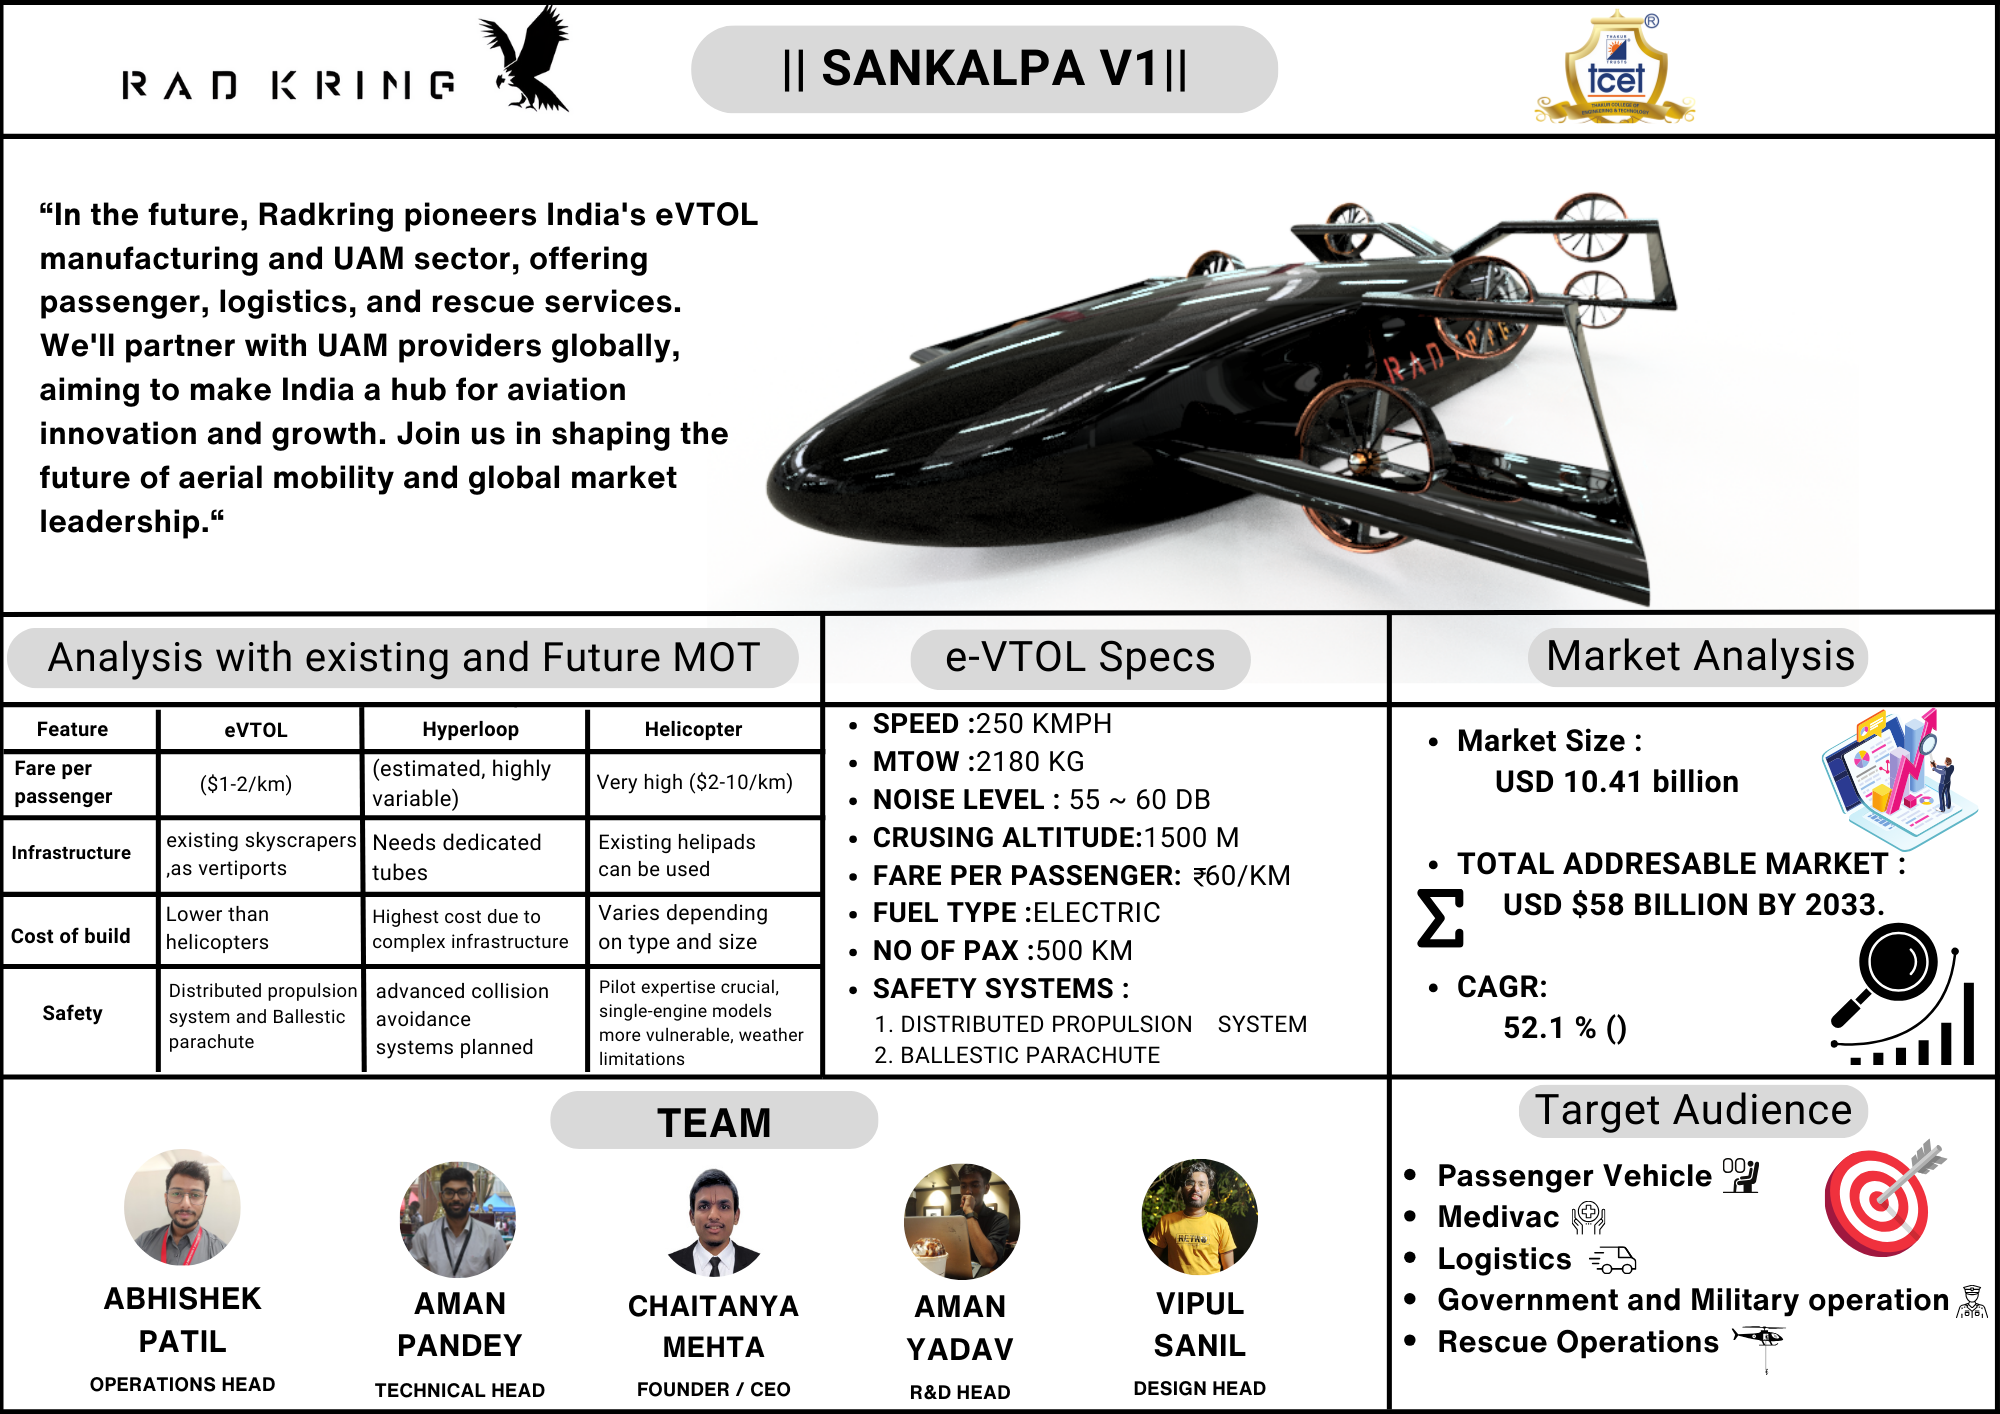 RAD KRING
|| SANKALPA V1||
®
THAKUR
TRUSTS
tcet
THAKUR COLLEGE OF
ENGINEERING & TECHNOLOGY
“In the future, Radkring pioneers India's eVTOL
manufacturing and UAM sector, offering
passenger, logistics, and rescue services.
We'll partner with UAM providers globally,
aiming to make India a hub for aviation
innovation and growth. Join us in shaping the
future of aerial mobility and global market
leadership.“
RAD KRING
Analysis with existing and Future MOT
Feature eVTOL Hyperloop Helicopter
Fare per passenger ($1-2/km) (estimated, highly variable) Very high ($2-10/km)
Infrastructure existing skyscrapers ,as vertiports Needs dedicated tubes Existing helipads can be used
Cost of build Lower than helicopters Highest cost due to complex infrastructure Varies depending on type and size
Safety Distributed propulsion system and Ballestic parachute advanced collision avoidance systems planned Pilot expertise crucial, single-engine models more vulnerable, weather limitations
e-VTOL Specs
• SPEED :250 KMPH
• MTOW :2180 KG
• NOISE LEVEL : 55 ~ 60 DB
• CRUSING ALTITUDE:1500 M
• FARE PER PASSENGER: ₹60/KM
• FUEL TYPE :ELECTRIC
• NO OF PAX :500 KM
• SAFETY SYSTEMS :
1. DISTRIBUTED PROPULSION SYSTEM
2. BALLESTIC PARACHUTE
Market Analysis
• Market Size :
USD 10.41 billion
• TOTAL ADDRESABLE MARKET :
Σ USD $58 BILLION BY 2033.
• CAGR:
52.1 % ()
TEAM
ABHISHEK
PATIL
OPERATIONS HEAD
AMAN
PANDEY
TECHNICAL HEAD
CHAITANYA
MEHTA
FOUNDER / CEO
AMAN
YADAV
R&D HEAD
RETRO
VIPUL
SANIL
DESIGN HEAD
Target Audience
• Passenger Vehicle
• Medivac
• Logistics
• Government and Military operation
• Rescue Operations